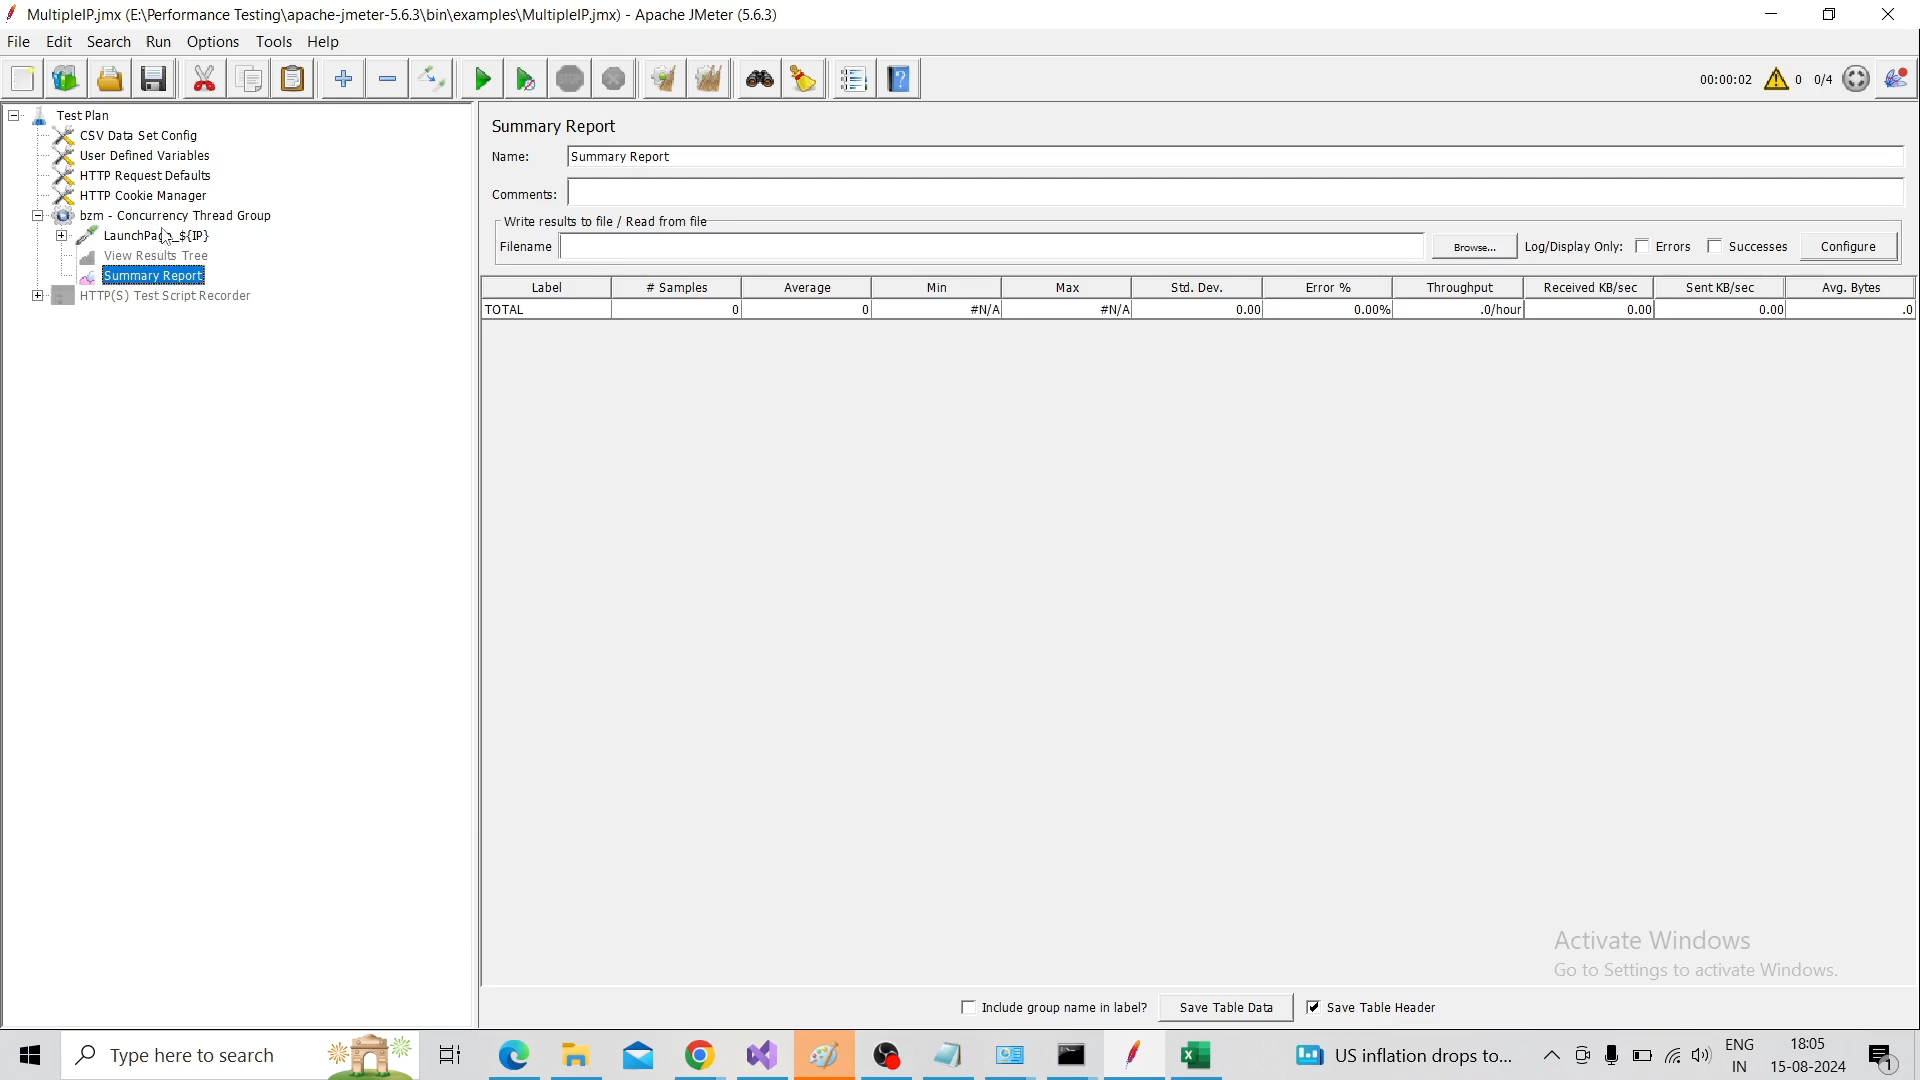 MultipleIP.jmx (E:\Performance Testing\apache-jmeter-5.6.3\bin\examples\MultipleIP.jmx) - Apache JMeter (5.6.3)
File Edit Search Run Options Tools Help
STOP
00:00:02 0 0/4
Test Plan
CSV Data Set Config
User Defined Variables
HTTP Request Defaults
HTTP Cookie Manager
bzm - Concurrency Thread Group
LaunchPage_${IP}
View Results Tree
Summary Report
HTTP(S) Test Script Recorder
Summary Report
Name: Summary Report
Comments:
Write results to file / Read from file
Filename Browse... Log/Display Only: Errors Successes Configure
Label # Samples Average Min Max Std. Dev. Error % Throughput Received KB/sec Sent KB/sec Avg. Bytes
TOTAL 0 0 #N/A #N/A 0.00 0.00% .0/hour 0.00 0.00 .0
Activate Windows
Go to Settings to activate Windows.
Include group name in label? Save Table Data Save Table Header
Type here to search
US inflation drops to...
ENG
IN
18:05
15-08-2024
1